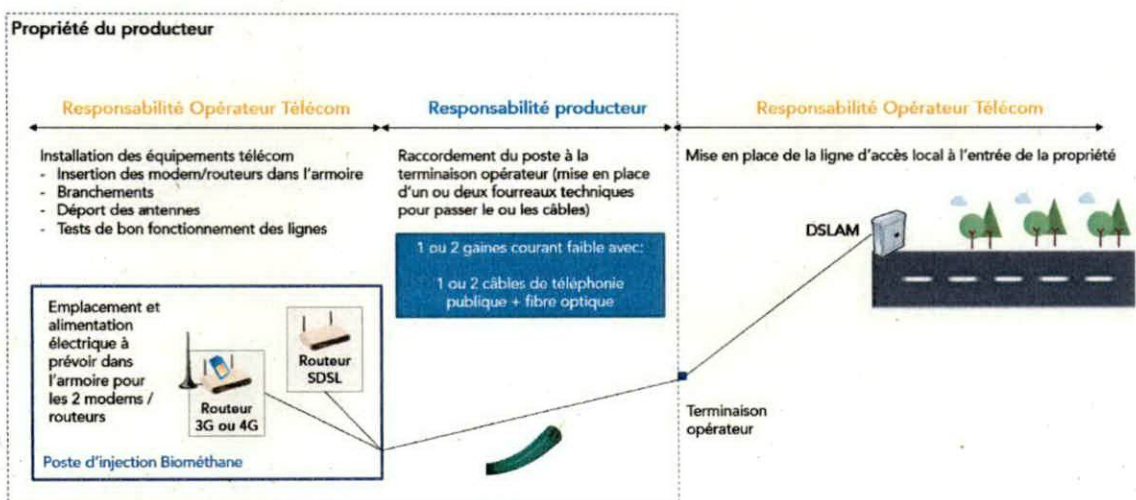 Propriété du producteur
Responsabilité Opérateur Télécom
Responsabilité producteur
Responsabilité Opérateur Télécom
Installation des équipements télécom
- Insertion des modem/routeurs dans l'armoire
- Branchements
- Déport des antennes
- Tests de bon fonctionnement des lignes
Raccordement du poste à la
terminaison opérateur (mise en place
d'un ou deux fourreaux techniques
pour passer le ou les câbles)
Mise en place de la ligne d'accès local à l'entrée de la propriété
1 ou 2 gaines courant faible avec:
1 ou 2 câbles de téléphonie
publique + fibre optique
DSLAM
Emplacement et
alimentation
électrique à
prévoir dans
l'armoire pour
les 2 modems /
routeurs
Routeur
SDSL
Routeur
3G ou 4G
Poste d'injection Biométhane
Terminaison
opérateur